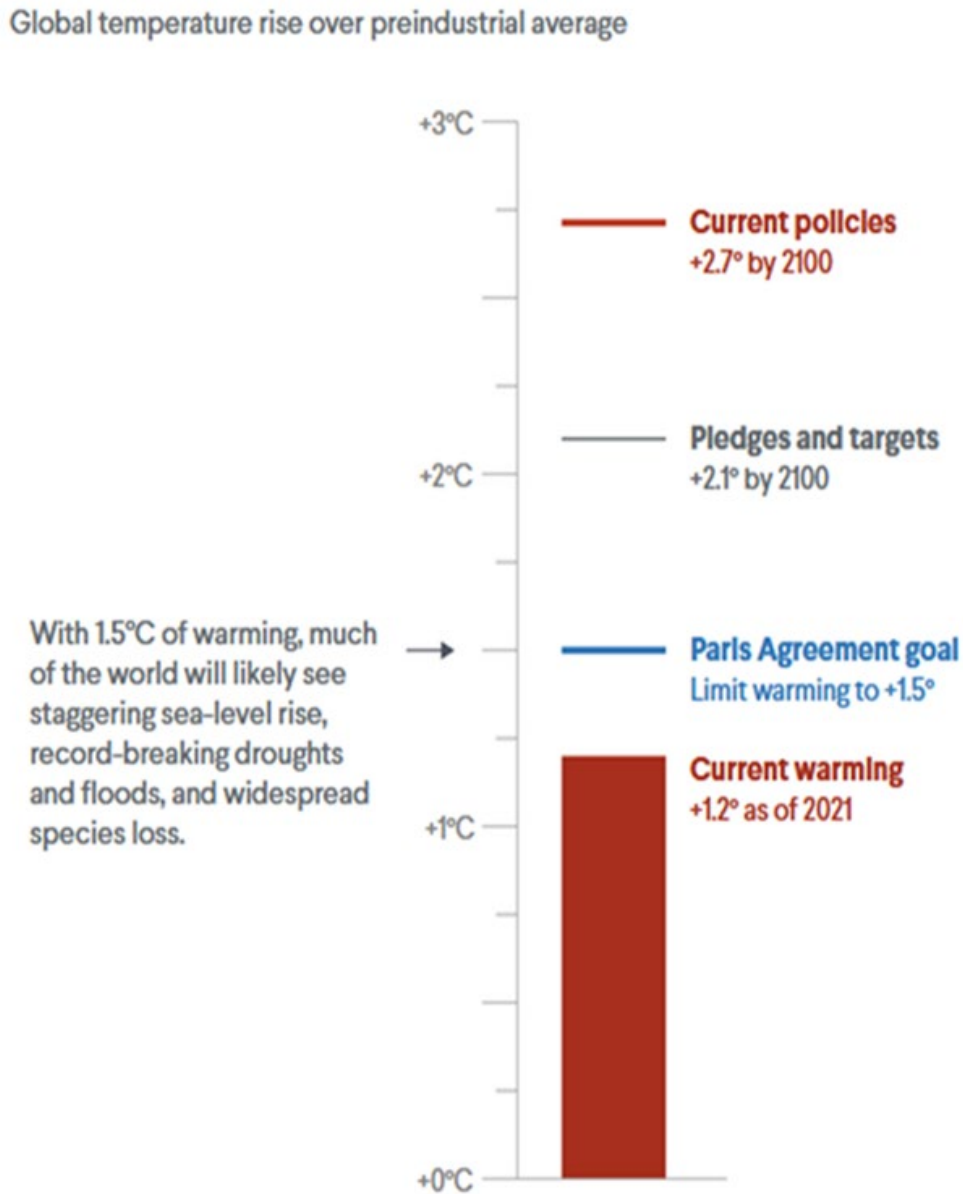 Global temperature rise over preindustrial average
+3°C
Current policies
+2.7° by 2100
Pledges and targets
+2.1° by 2100
+2°C
With 1.5°C of warming, much
of the world will likely see
staggering sea-level rise,
record-breaking droughts
and floods, and widespread
species loss.
Paris Agreement goal
Limit warming to +1.5°
Current warming
+1.2° as of 2021
+1°C
+0°C